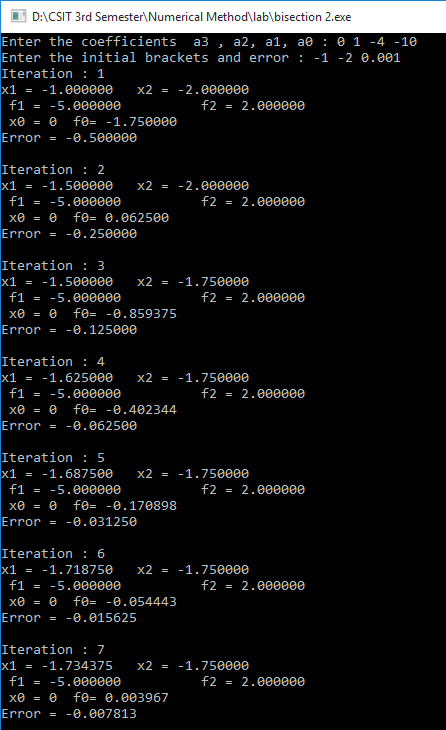 D:\CSIT 3rd Semester\Numerical Method\lab\bisection 2.exe
Enter the coefficients  a3 , a2, a1, a0 : 0 1 -4 -10
Enter the initial brackets and error : -1 -2 0.001
Iteration : 1
x1 = -1.000000   x2 = -2.000000
 f1 = -5.000000          f2 = 2.000000
 x0 = 0  f0= -1.750000
Error = -0.500000

Iteration : 2
x1 = -1.500000   x2 = -2.000000
 f1 = -5.000000          f2 = 2.000000
 x0 = 0  f0= 0.062500
Error = -0.250000

Iteration : 3
x1 = -1.500000   x2 = -1.750000
 f1 = -5.000000          f2 = 2.000000
 x0 = 0  f0= -0.859375
Error = -0.125000

Iteration : 4
x1 = -1.625000   x2 = -1.750000
 f1 = -5.000000          f2 = 2.000000
 x0 = 0  f0= -0.402344
Error = -0.062500

Iteration : 5
x1 = -1.687500   x2 = -1.750000
 f1 = -5.000000          f2 = 2.000000
 x0 = 0  f0= -0.170898
Error = -0.031250

Iteration : 6
x1 = -1.718750   x2 = -1.750000
 f1 = -5.000000          f2 = 2.000000
 x0 = 0  f0= -0.054443
Error = -0.015625

Iteration : 7
x1 = -1.734375   x2 = -1.750000
 f1 = -5.000000          f2 = 2.000000
 x0 = 0  f0= 0.003967
Error = -0.007813